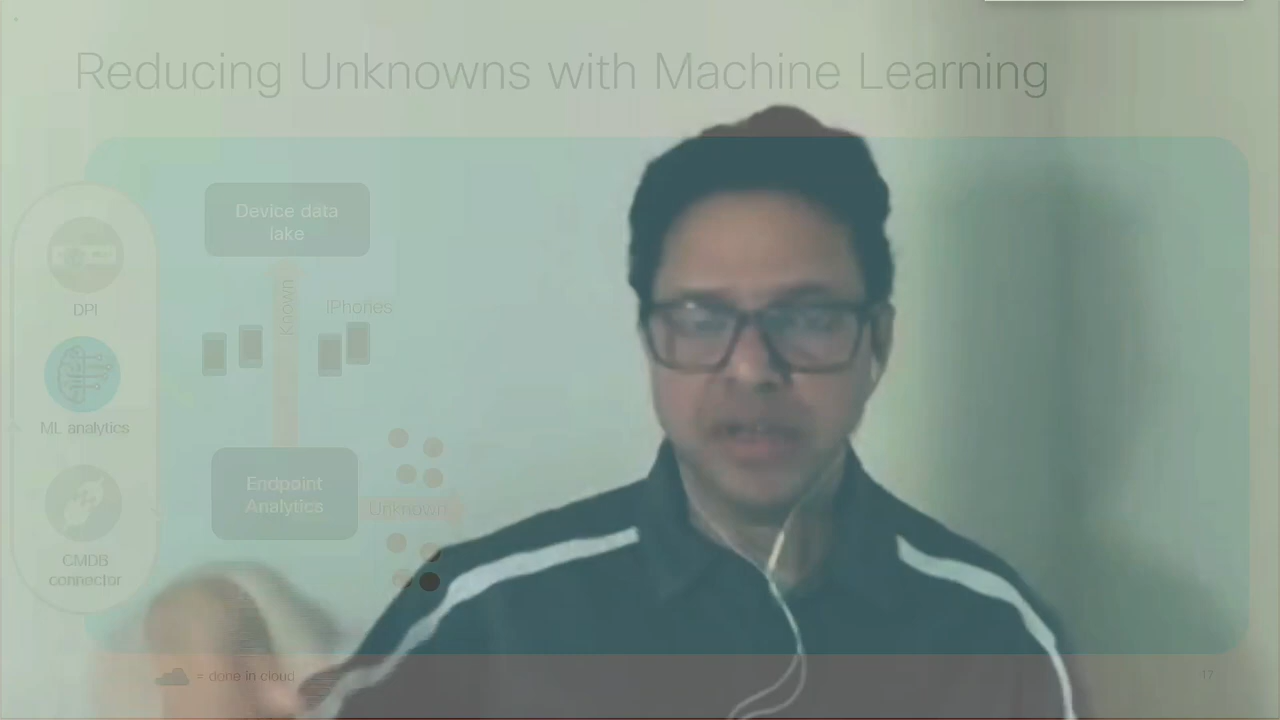 Reducing Unknowns with Machine Learning
Device data
lake
DPI
Known
iPhones
ML analytics
Endpoint
Analytics
Unknown
CMDB
connector
= done in cloud
17